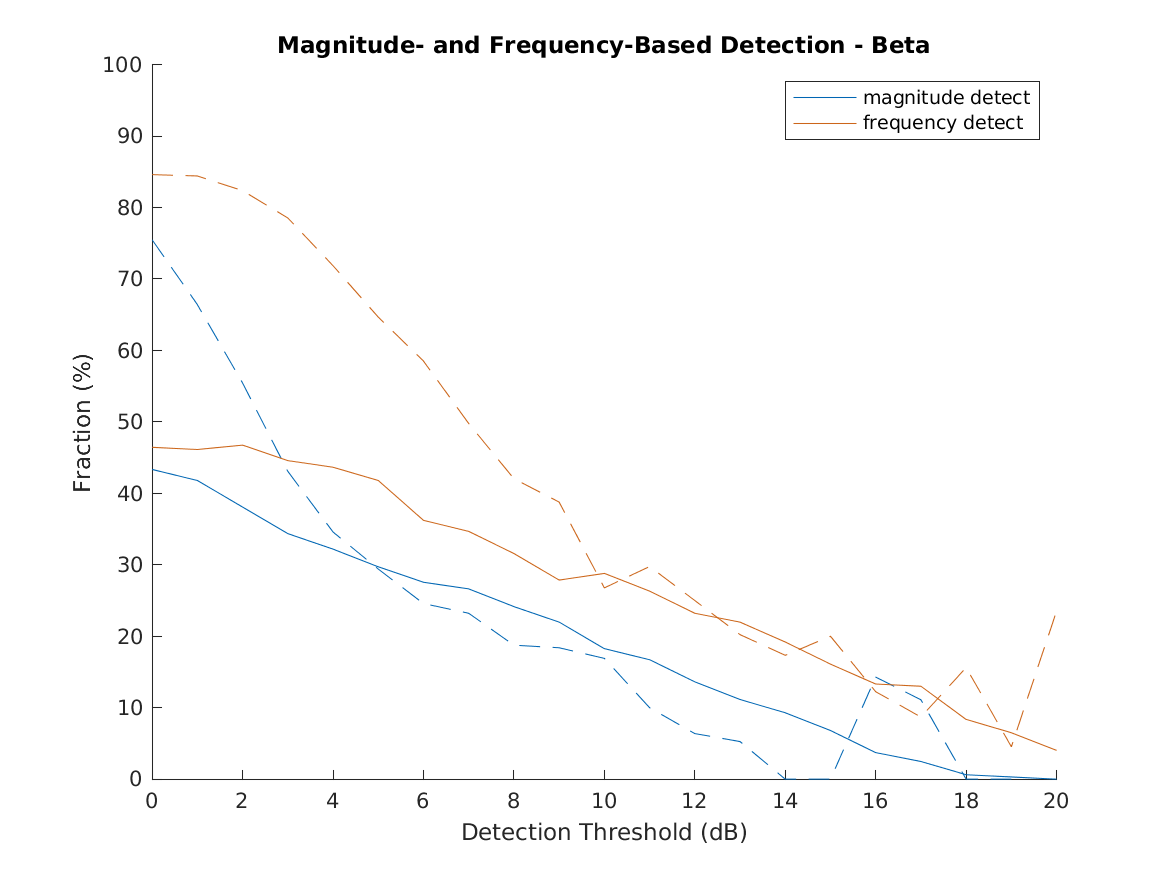 Magnitude- and Frequency-Based Detection - Beta
magnitude detect
frequency detect
Fraction (%)
100
90
80
70
60
50
40
30
20
10
0
0 2 4 6 8 10 12 14 16 18 20
Detection Threshold (dB)